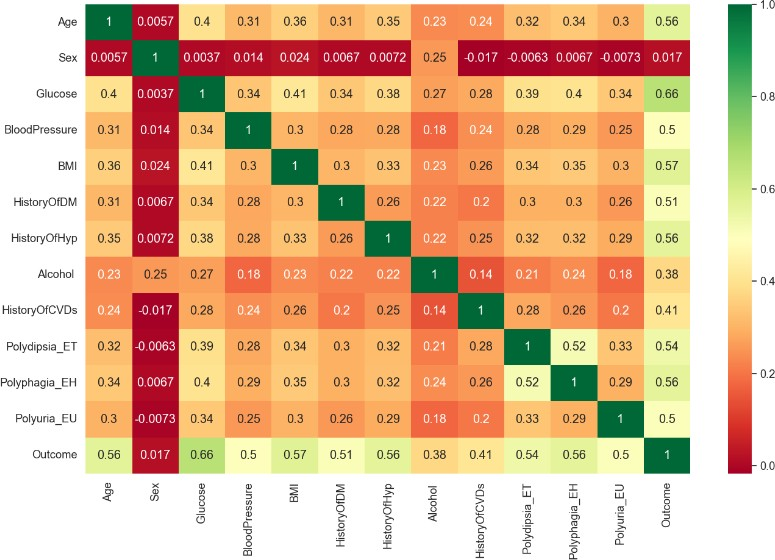 Age 1 0.0057 0.4 0.31 0.36 0.31 0.35 0.23 0.24 0.32 0.34 0.3 0.56
Sex 0.0057 1 0.0037 0.014 0.024 0.0067 0.0072 0.25 -0.017 -0.0063 0.0067 -0.0073 0.017
Glucose 0.4 0.0037 1 0.34 0.41 0.34 0.38 0.27 0.28 0.39 0.4 0.34 0.66
BloodPressure 0.31 0.014 0.34 1 0.3 0.28 0.28 0.18 0.24 0.28 0.29 0.25 0.5
BMI 0.36 0.024 0.41 0.3 1 0.3 0.33 0.23 0.26 0.34 0.35 0.3 0.57
HistoryOfDM 0.31 0.0067 0.34 0.28 0.3 1 0.26 0.22 0.2 0.3 0.3 0.26 0.51
HistoryOfHyp 0.35 0.0072 0.38 0.28 0.33 0.26 1 0.22 0.25 0.32 0.32 0.29 0.56
Alcohol 0.23 0.25 0.27 0.18 0.23 0.22 0.22 1 0.14 0.21 0.24 0.18 0.38
HistoryOfCVDs 0.24 -0.017 0.28 0.24 0.26 0.2 0.25 0.14 1 0.28 0.26 0.2 0.41
Polydipsia_ET 0.32 -0.0063 0.39 0.28 0.34 0.3 0.32 0.21 0.28 1 0.52 0.33 0.54
Polyphagia_EH 0.34 0.0067 0.4 0.29 0.35 0.3 0.32 0.24 0.26 0.52 1 0.29 0.56
Polyuria_EU 0.3 -0.0073 0.34 0.25 0.3 0.26 0.29 0.18 0.2 0.33 0.29 1 0.5
Outcome 0.56 0.017 0.66 0.5 0.57 0.51 0.56 0.38 0.41 0.54 0.56 0.5 1
Age Sex Glucose BloodPressure BMI HistoryOfDM HistoryOfHyp Alcohol HistoryOfCVDs Polydipsia_ET Polyphagia_EH Polyuria_EU Outcome
1.0
0.8
0.6
0.4
0.2
0.0